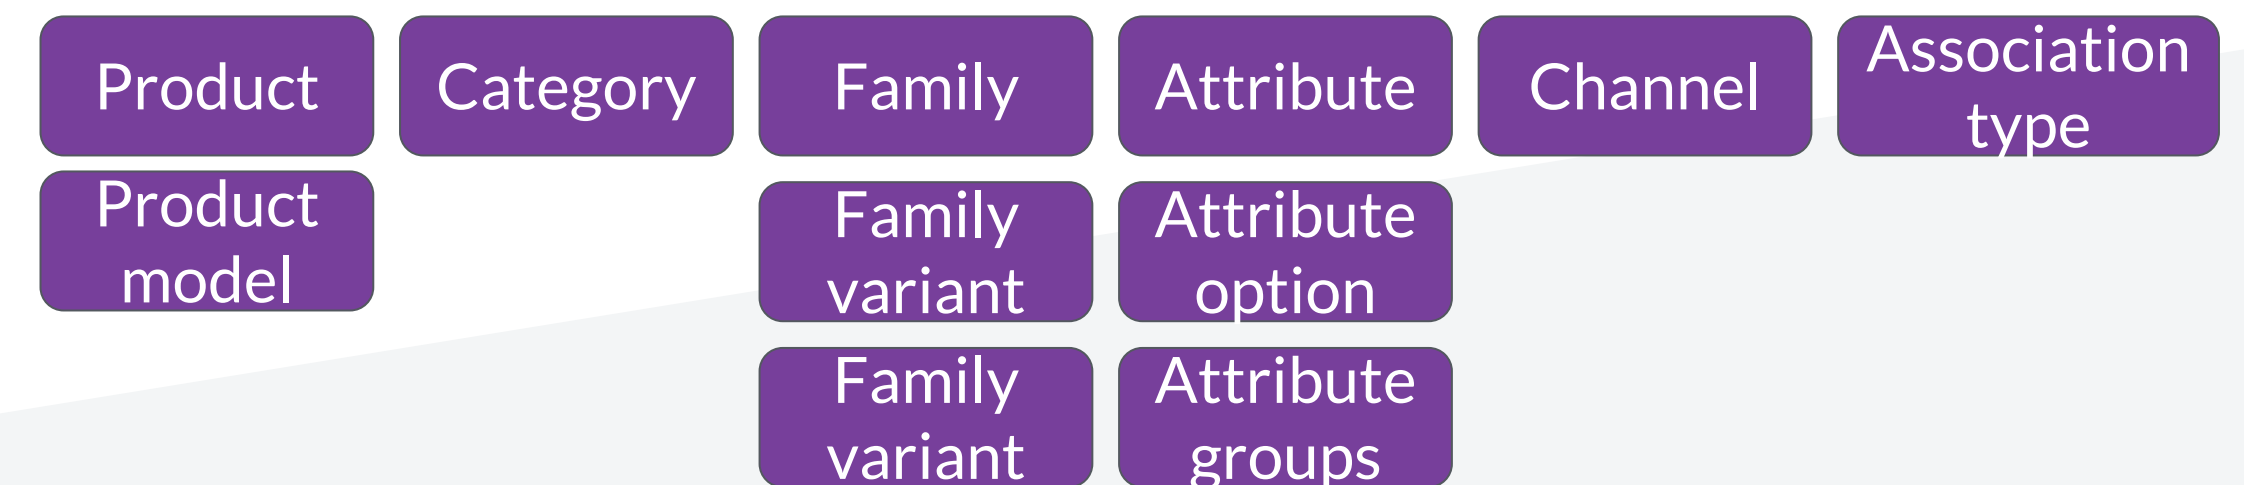 Product
Category
Family
Attribute
Channel
Association
type
Product
model
Family
variant
Attribute
option
Family
variant
Attribute
groups